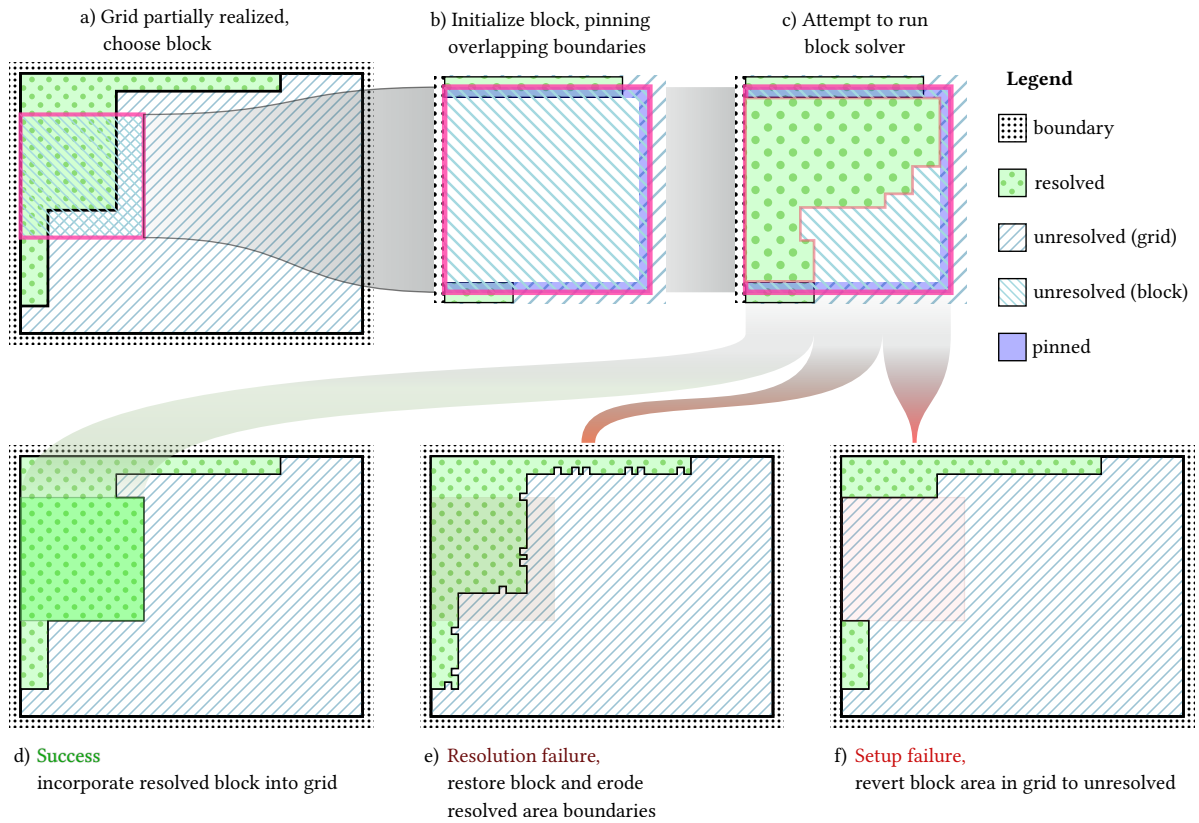 a) Grid partially realized,
choose block
b) Initialize block, pinning
overlapping boundaries
c) Attempt to run
block solver
Legend
boundary
resolved
unresolved (grid)
unresolved (block)
pinned
d) Success
incorporate resolved block into grid
e) Resolution failure,
restore block and erode
resolved area boundaries
f) Setup failure,
revert block area in grid to unresolved